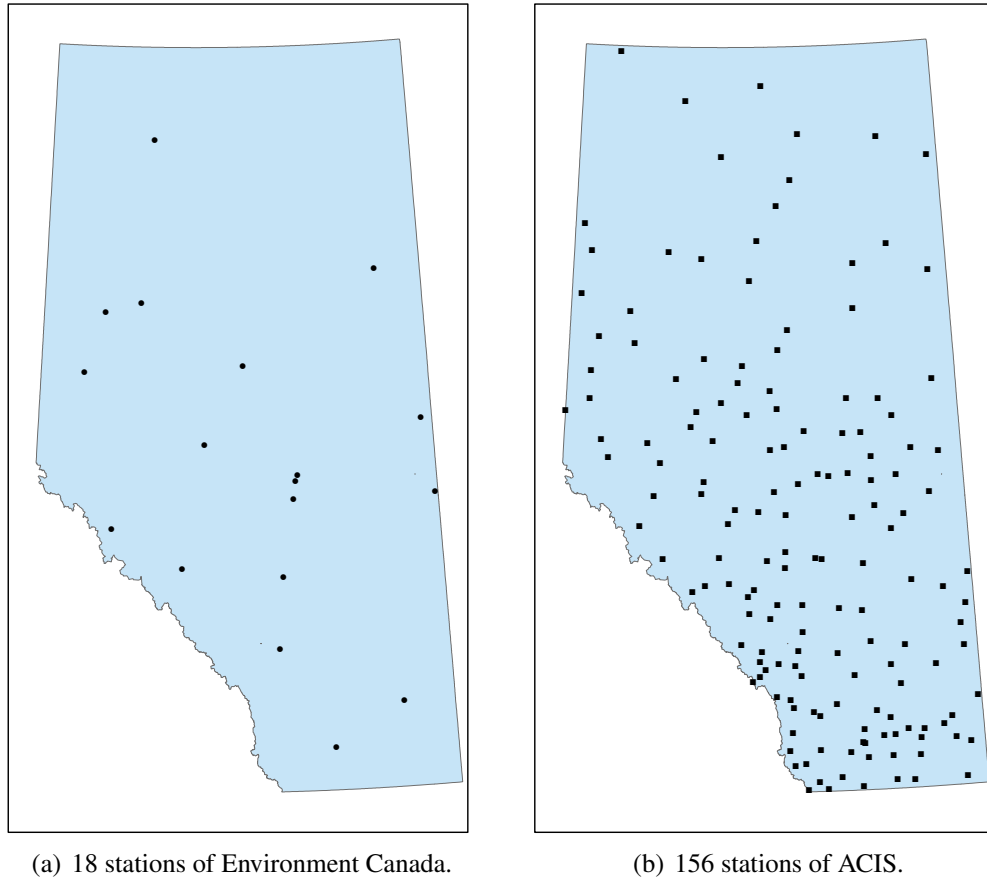 (a) 18 stations of Environment Canada.
(b) 156 stations of ACIS.